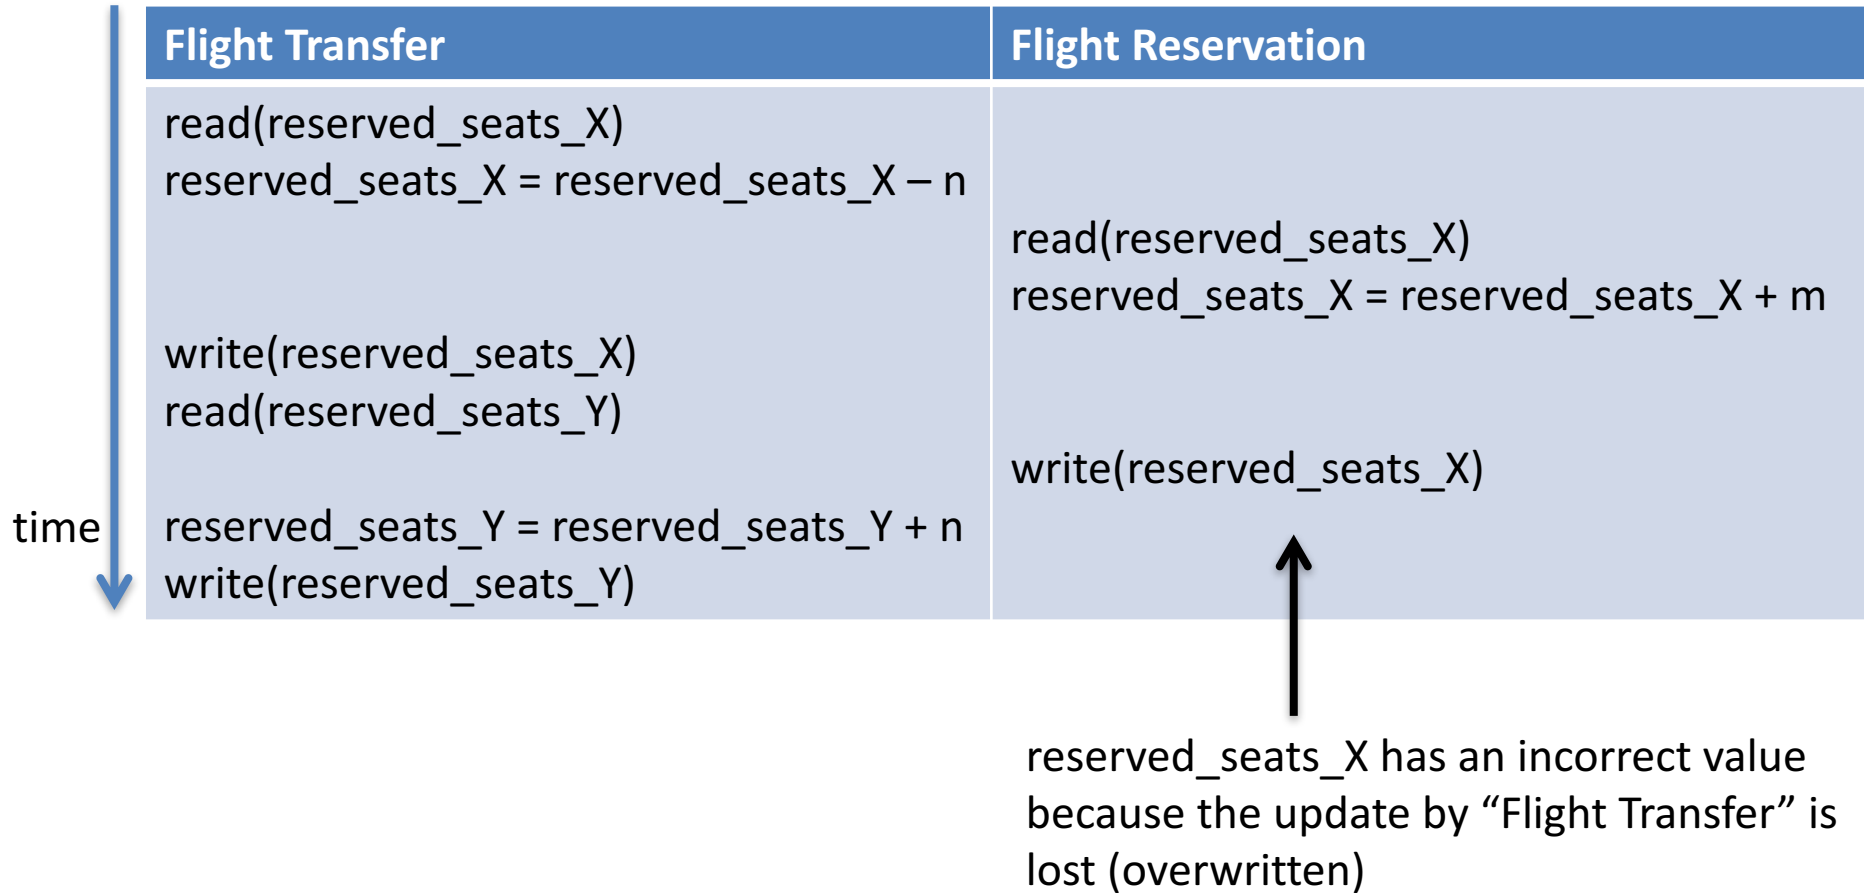 Flight Transfer
Flight Reservation
read(reserved_seats_X)
reserved_seats_X = reserved_seats_X – n
read(reserved_seats_X)
reserved_seats_X = reserved_seats_X + m
write(reserved_seats_X)
read(reserved_seats_Y)
write(reserved_seats_X)
time
reserved_seats_Y = reserved_seats_Y + n
write(reserved_seats_Y)
reserved_seats_X has an incorrect value
because the update by “Flight Transfer” is
lost (overwritten)